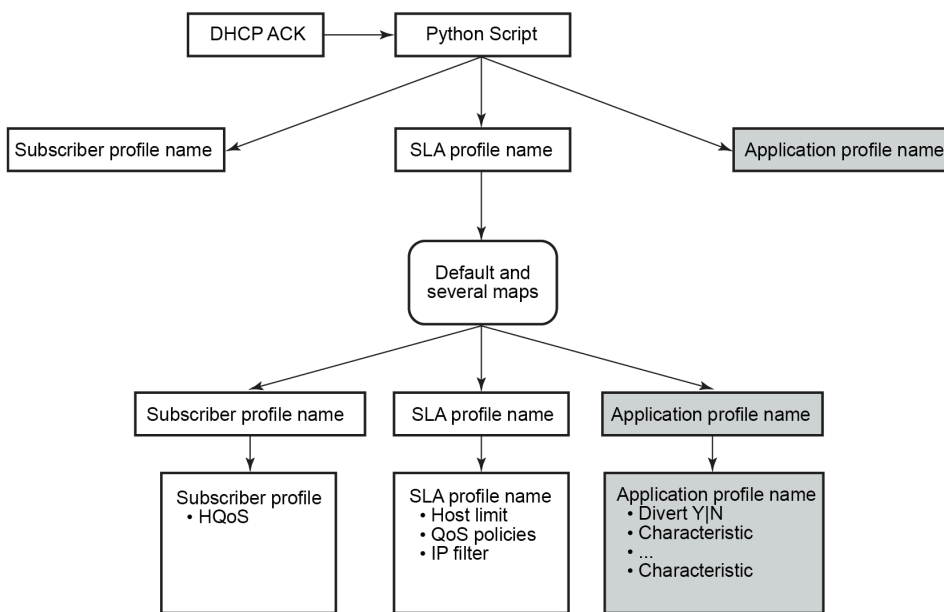 DHCP ACK
Python Script
Subscriber profile name
SLA profile name
Application profile name
Default and
several maps
Subscriber profile name
SLA profile name
Application profile name
Subscriber profile
• HQoS
SLA profile name
• Host limit
• QoS policies
• IP filter
Application profile name
• Divert Y|N
• Characteristic
• ...
• Characteristic